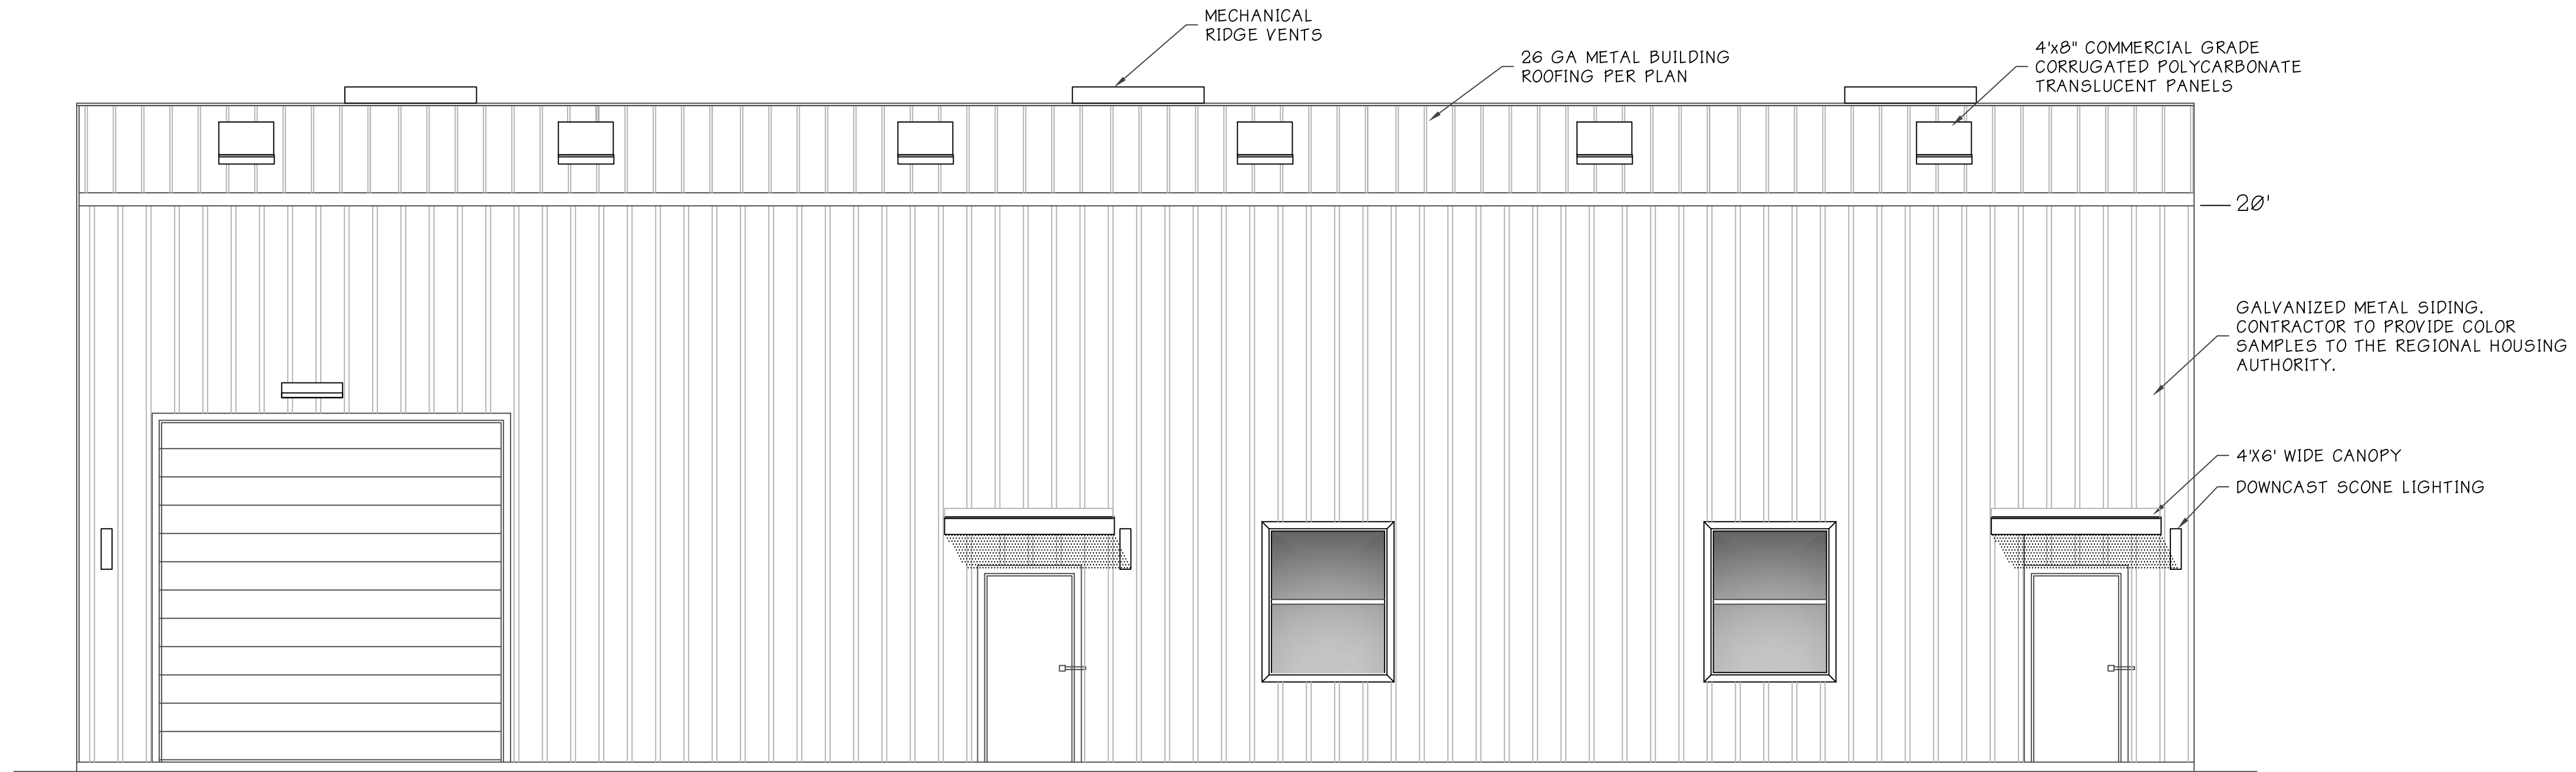 MECHANICAL
RIDGE VENTS
26 GA METAL BUILDING
ROOFING PER PLAN
4'x8" COMMERCIAL GRADE
CORRUGATED POLYCARBONATE
TRANSLUCENT PANELS
20'
GALVANIZED METAL SIDING.
CONTRACTOR TO PROVIDE COLOR
SAMPLES TO THE REGIONAL HOUSING
AUTHORITY.
4'X6' WIDE CANOPY
DOWNCAST SCONE LIGHTING